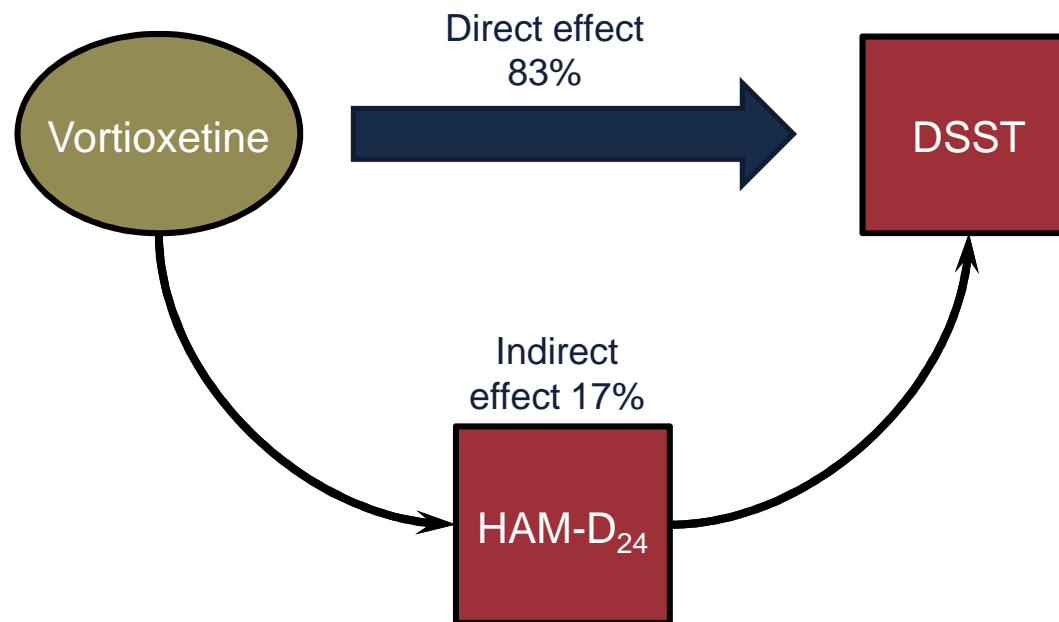 Direct effect
83%
Vortioxetine
DSST
Indirect
effect 17%
HAM-D₂₄